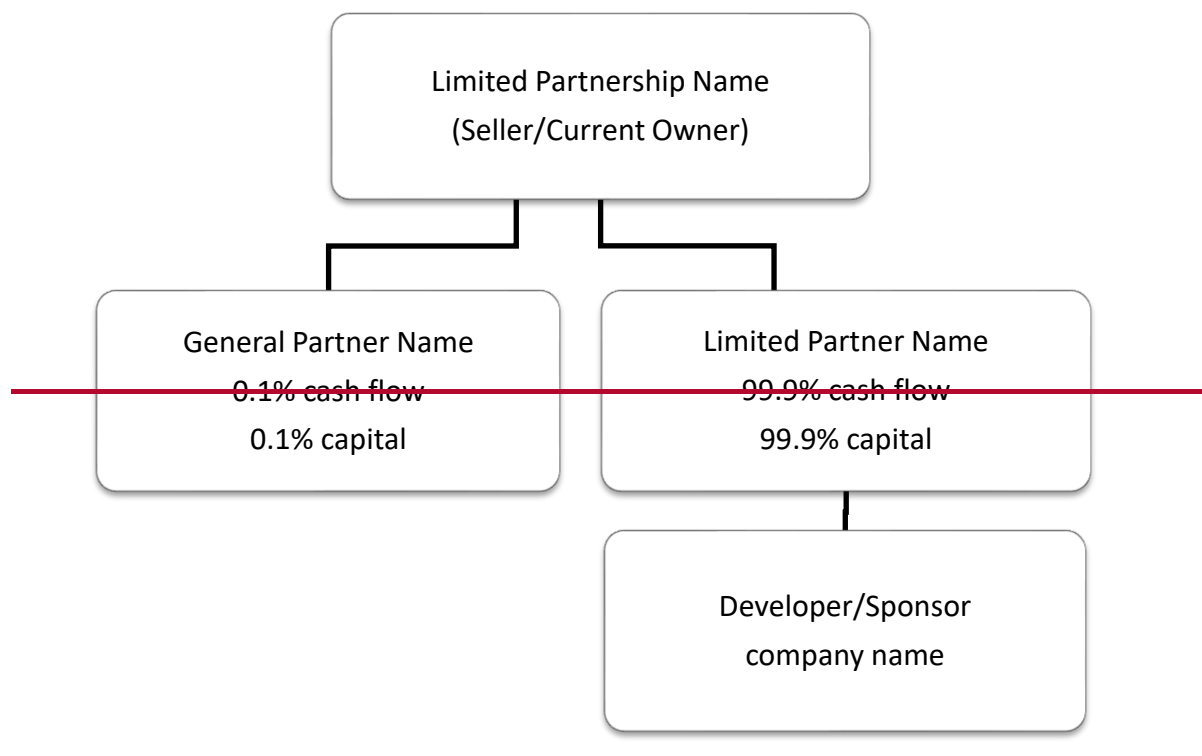 Limited Partnership Name
(Seller/Current Owner)
General Partner Name
0.1% cash flow
0.1% capital
Limited Partner Name
99.9% cash flow
99.9% capital
Developer/Sponsor
company name